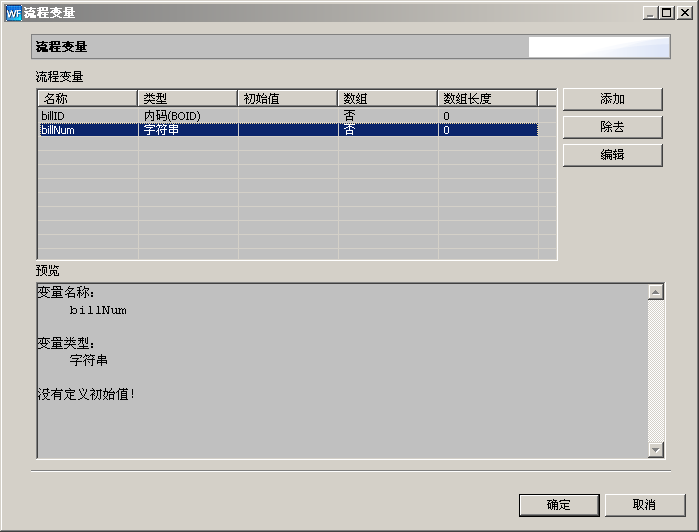 WF 流程变量
流程变量
流程变量
名称 类型 初始值 数组 数组长度
billID 内码(BOID) 否 0
billNum 字符串 否 0
添加
除去
编辑
预览
变量名称:
billNum
变量类型:
字符串
没有定义初始值!
确定 取消